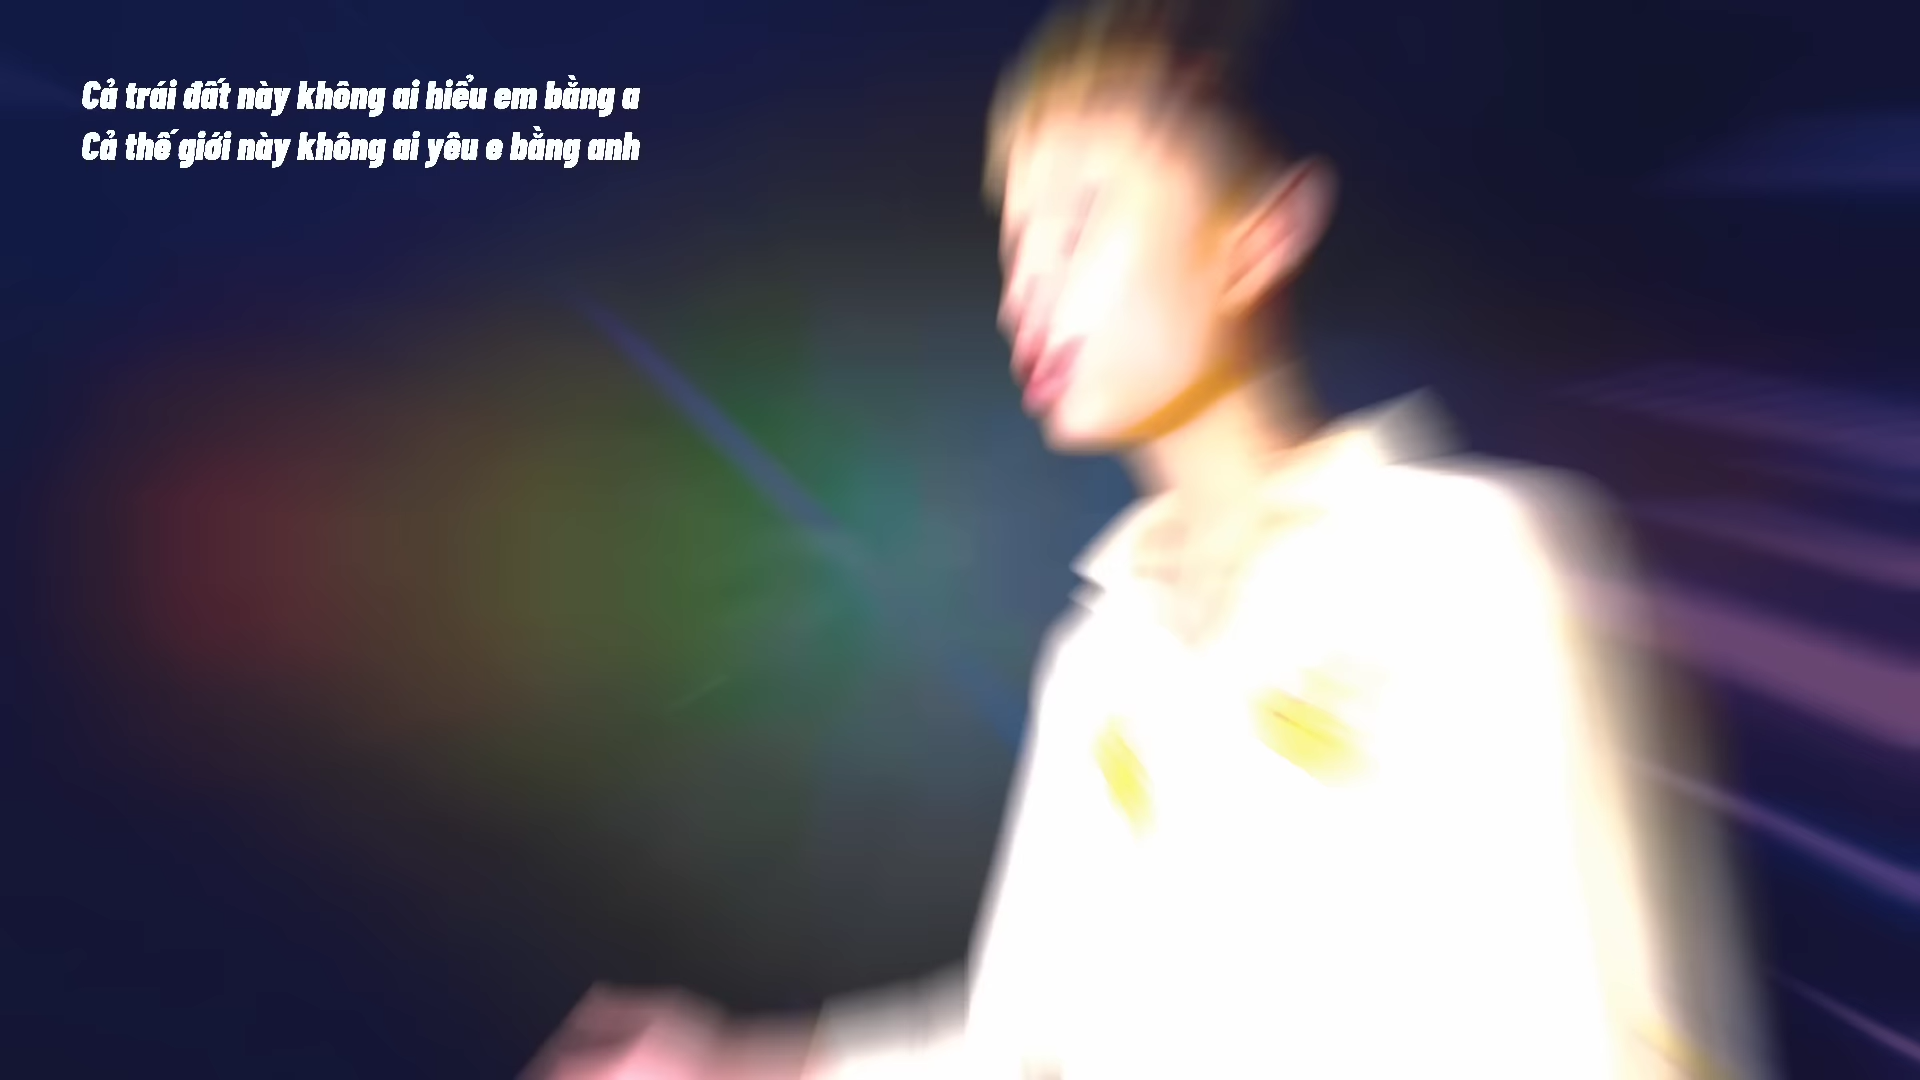 Cả trái đất này không ai hiểu em bằng a
Cả thế giới này không ai yêu e bằng anh